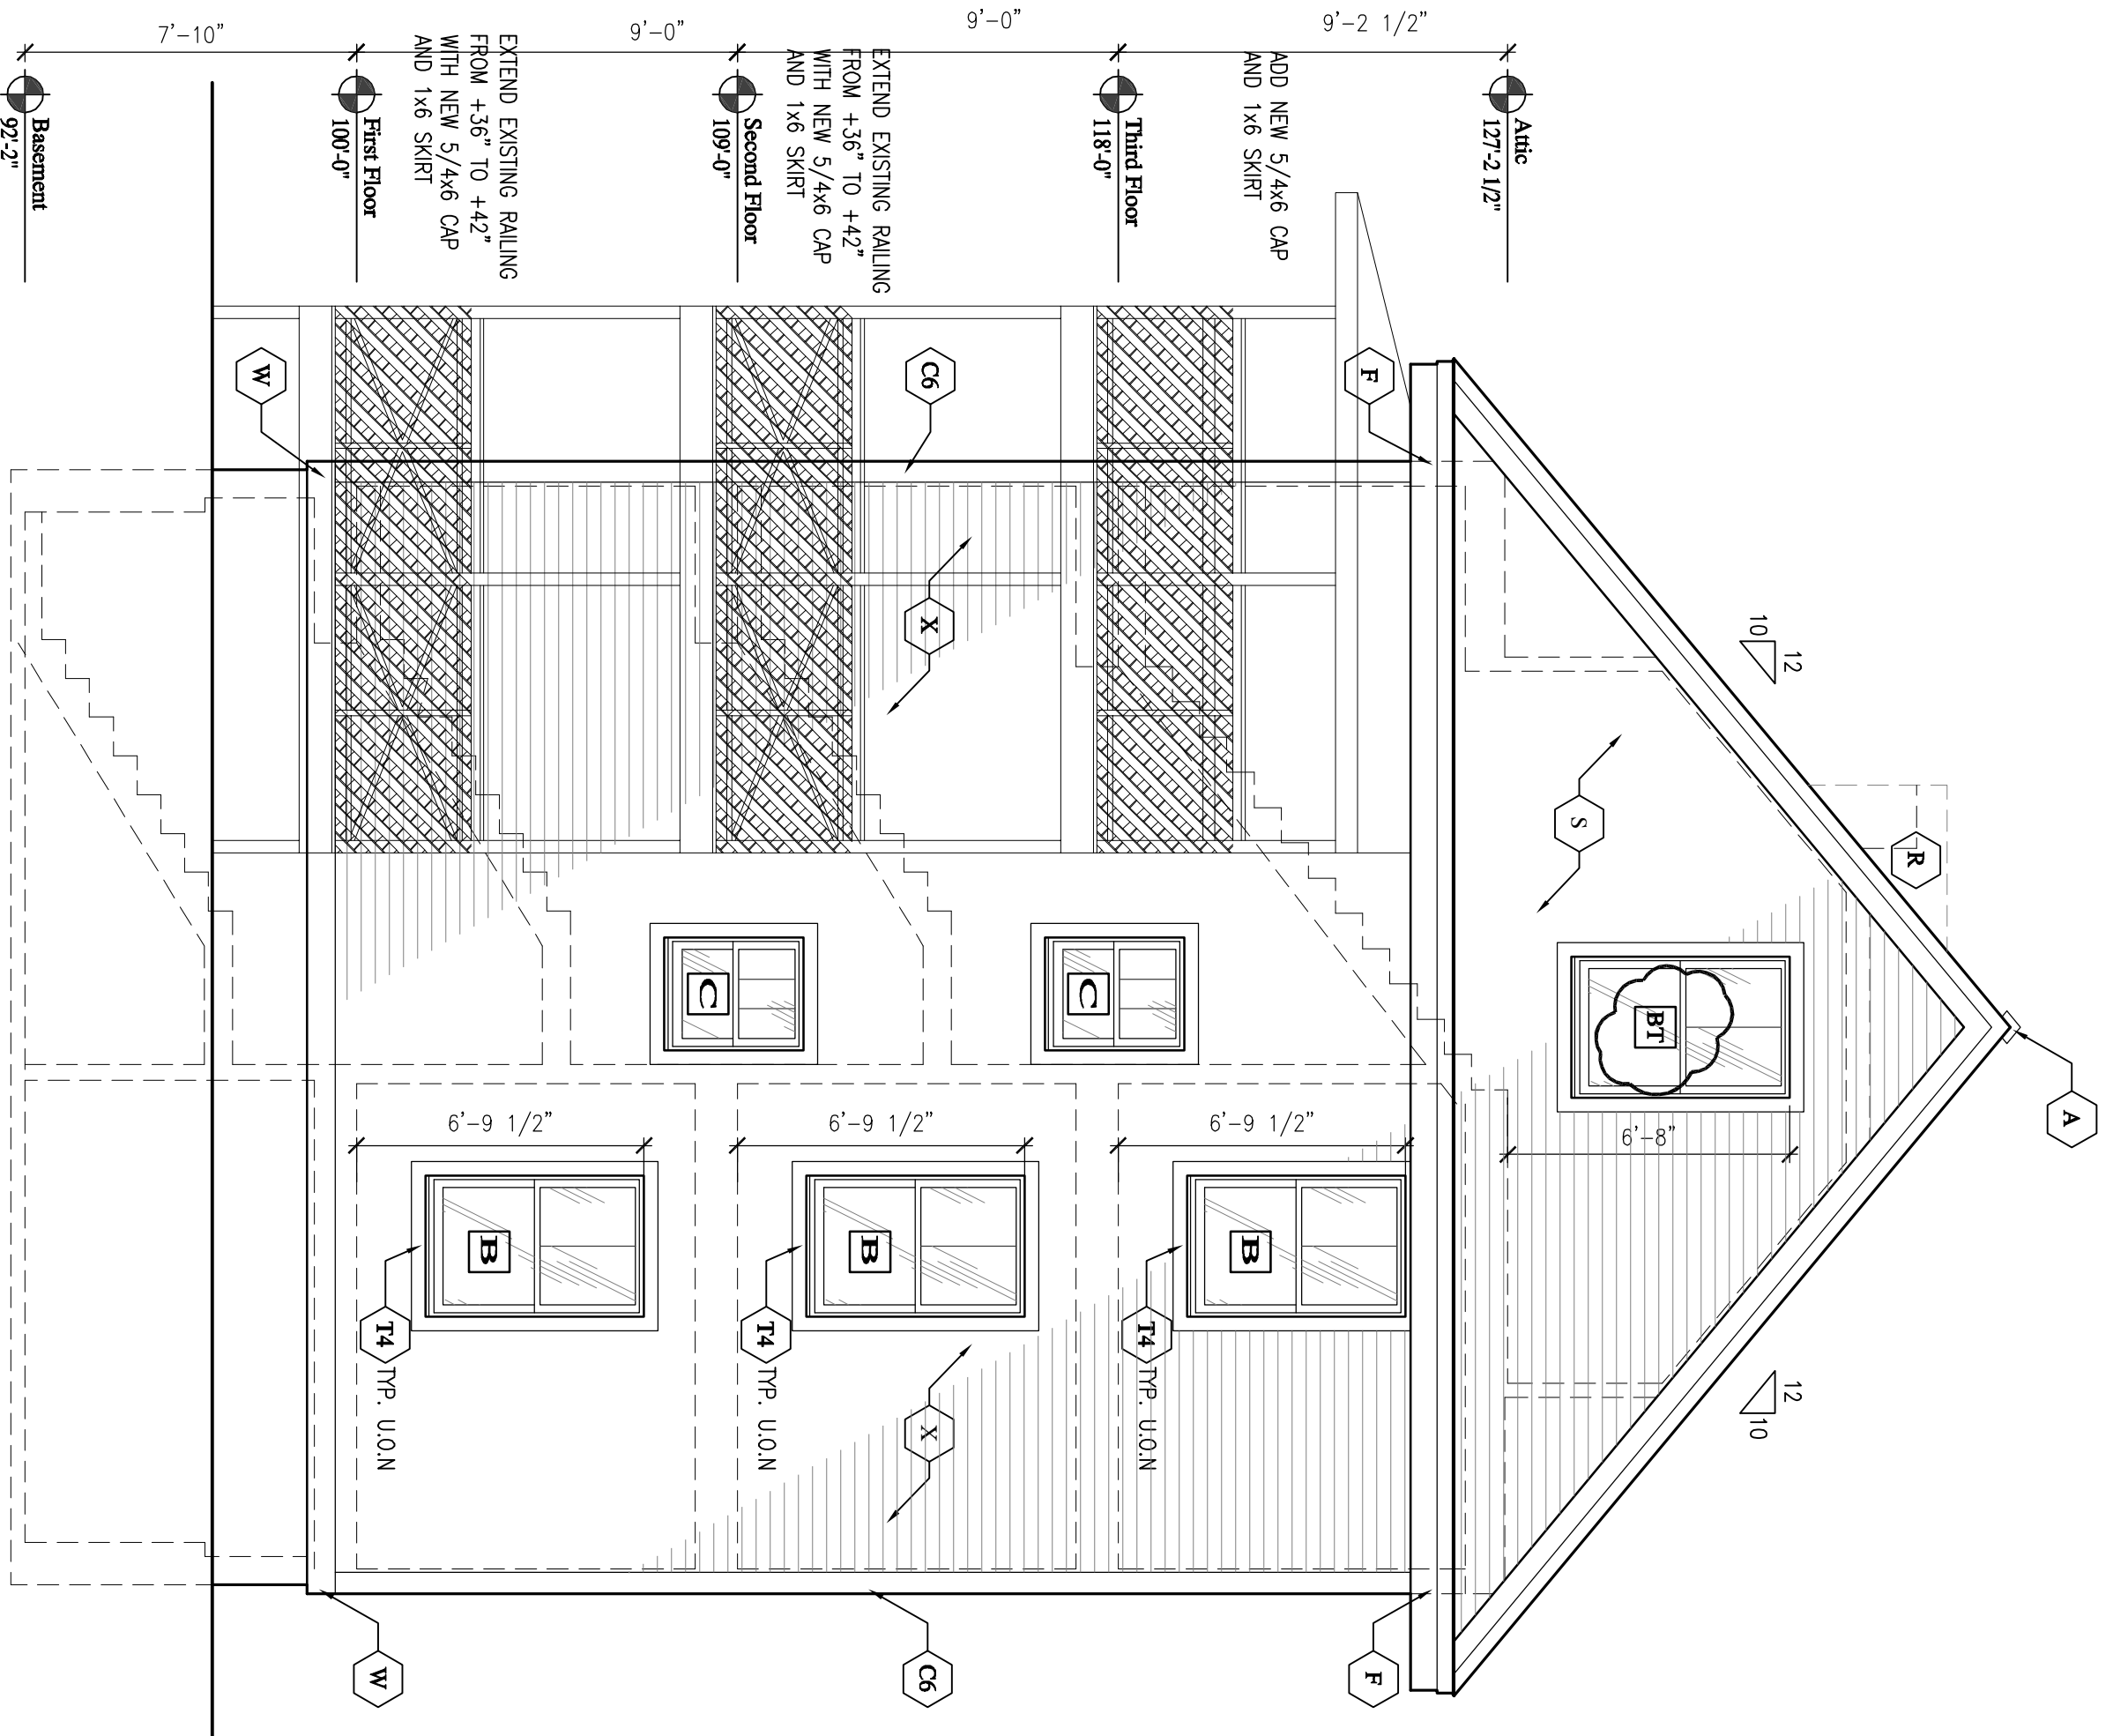 A
12
10
12
10
R
S
BT
6'-8"
9'-2 1/2"
Attic
127'-2 1/2"
ADD NEW 5/4x6 CAP
AND 1x6 SKIRT
F
F
9'-0"
Third Floor
118'-0"
6'-9 1/2"
B
T4 TYP. U.O.N
C
EXTEND EXISTING RAILING
FROM +36" TO +42"
WITH NEW 5/4x6 CAP
AND 1x6 SKIRT
C6
X
X
C6
9'-0"
Second Floor
109'-0"
6'-9 1/2"
B
T4 TYP. U.O.N
C
EXTEND EXISTING RAILING
FROM +36" TO +42"
WITH NEW 5/4x6 CAP
AND 1x6 SKIRT
7'-10"
First Floor
100'-0"
6'-9 1/2"
B
T4 TYP. U.O.N
W
W
Basement
92'-2"